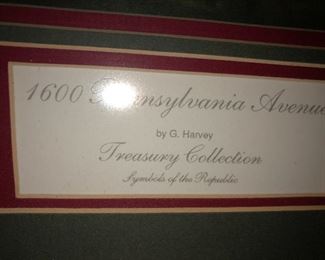 1600 Pennsylvania Avenue
by G. Harvey
Treasury Collection
Symbols of the Republic